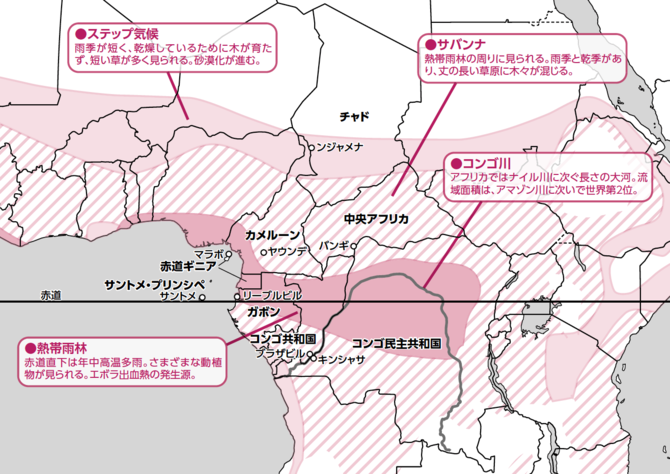 ●ステップ気候
雨季が短く、乾燥しているために木が育た
ず、短い草が多く見られる。砂漠化が進む。
●サバンナ
熱帯雨林の周りに見られる。雨季と乾季があ
り、丈の長い草原に木々が混じる。
チャド
ンジャメナ
●コンゴ川
アフリカではナイル川に次ぐ長さの大河。流
域面積は、アマゾン川に次いで世界第2位。
中央アフリカ
カメルーン
バンギ
ヤウンデ
マラボ
赤道ギニア
サントメ・プリンシペ
サントメ
赤道
リーブルビル
ガボン
コンゴ共和国
コンゴ民主共和国
ブラザビル
キンシャサ
●熱帯雨林
赤道直下は年中高温多雨。さまざまな動植
物が見られる。エボラ出血熱の発生源。